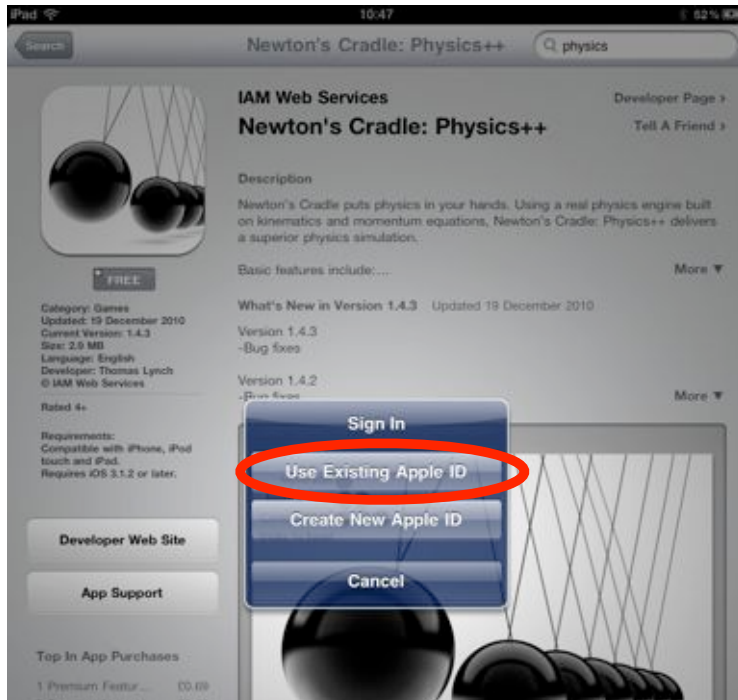 iPad 10:47 62%
Search Newton's Cradle: Physics++ physics
IAM Web Services Developer Page >
Newton's Cradle: Physics++ Tell A Friend >
Description
Newton's Cradle puts physics in your hands. Using a real physics engine built
on kinematics and momentum equations, Newton's Cradle: Physics++ delivers
a superior physics simulation.
FREE
Basic features include:... More ▼
Category: Games
Updated: 19 December 2010
Current Version: 1.4.3
Size: 2.0 MB
Language: English
Developer: Thomas Lynch
© IAM Web Services
Rated 4+
Requirements:
Compatible with iPhone, iPod
touch and iPad.
Requires iOS 3.1.2 or later.
What's New in Version 1.4.3 Updated 19 December 2010
Version 1.4.3
-Bug fixes
Version 1.4.2
-Bug fixes More ▼
Sign In
Use Existing Apple ID
Create New Apple ID
Cancel
Developer Web Site
App Support
Top In App Purchases
1 Premium Featur... £0.69